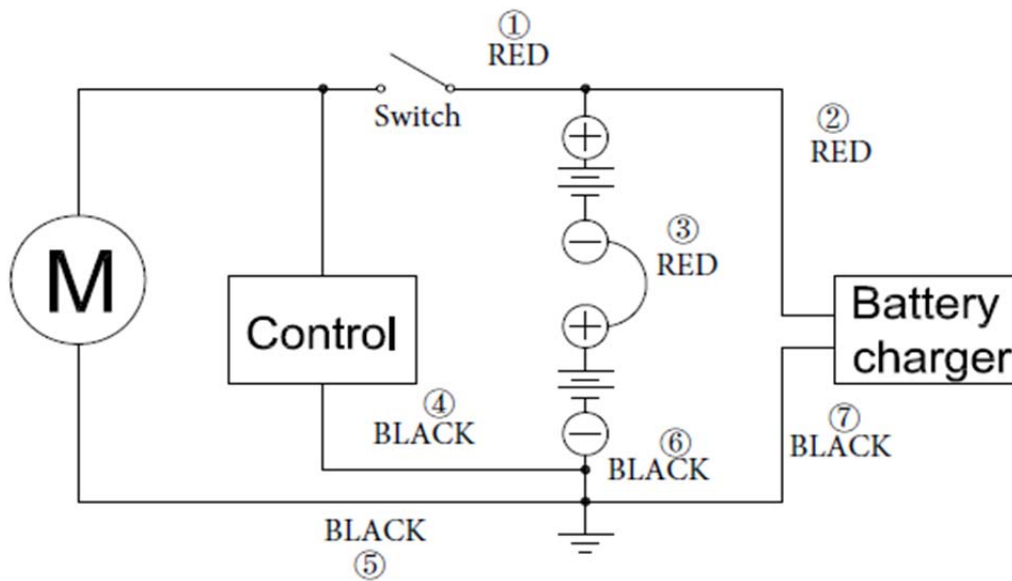 ①
RED
Switch
②
RED
+
−
③
RED
M
+
Control
Battery
charger
④
BLACK
−
⑥
BLACK
⑦
BLACK
BLACK
⑤